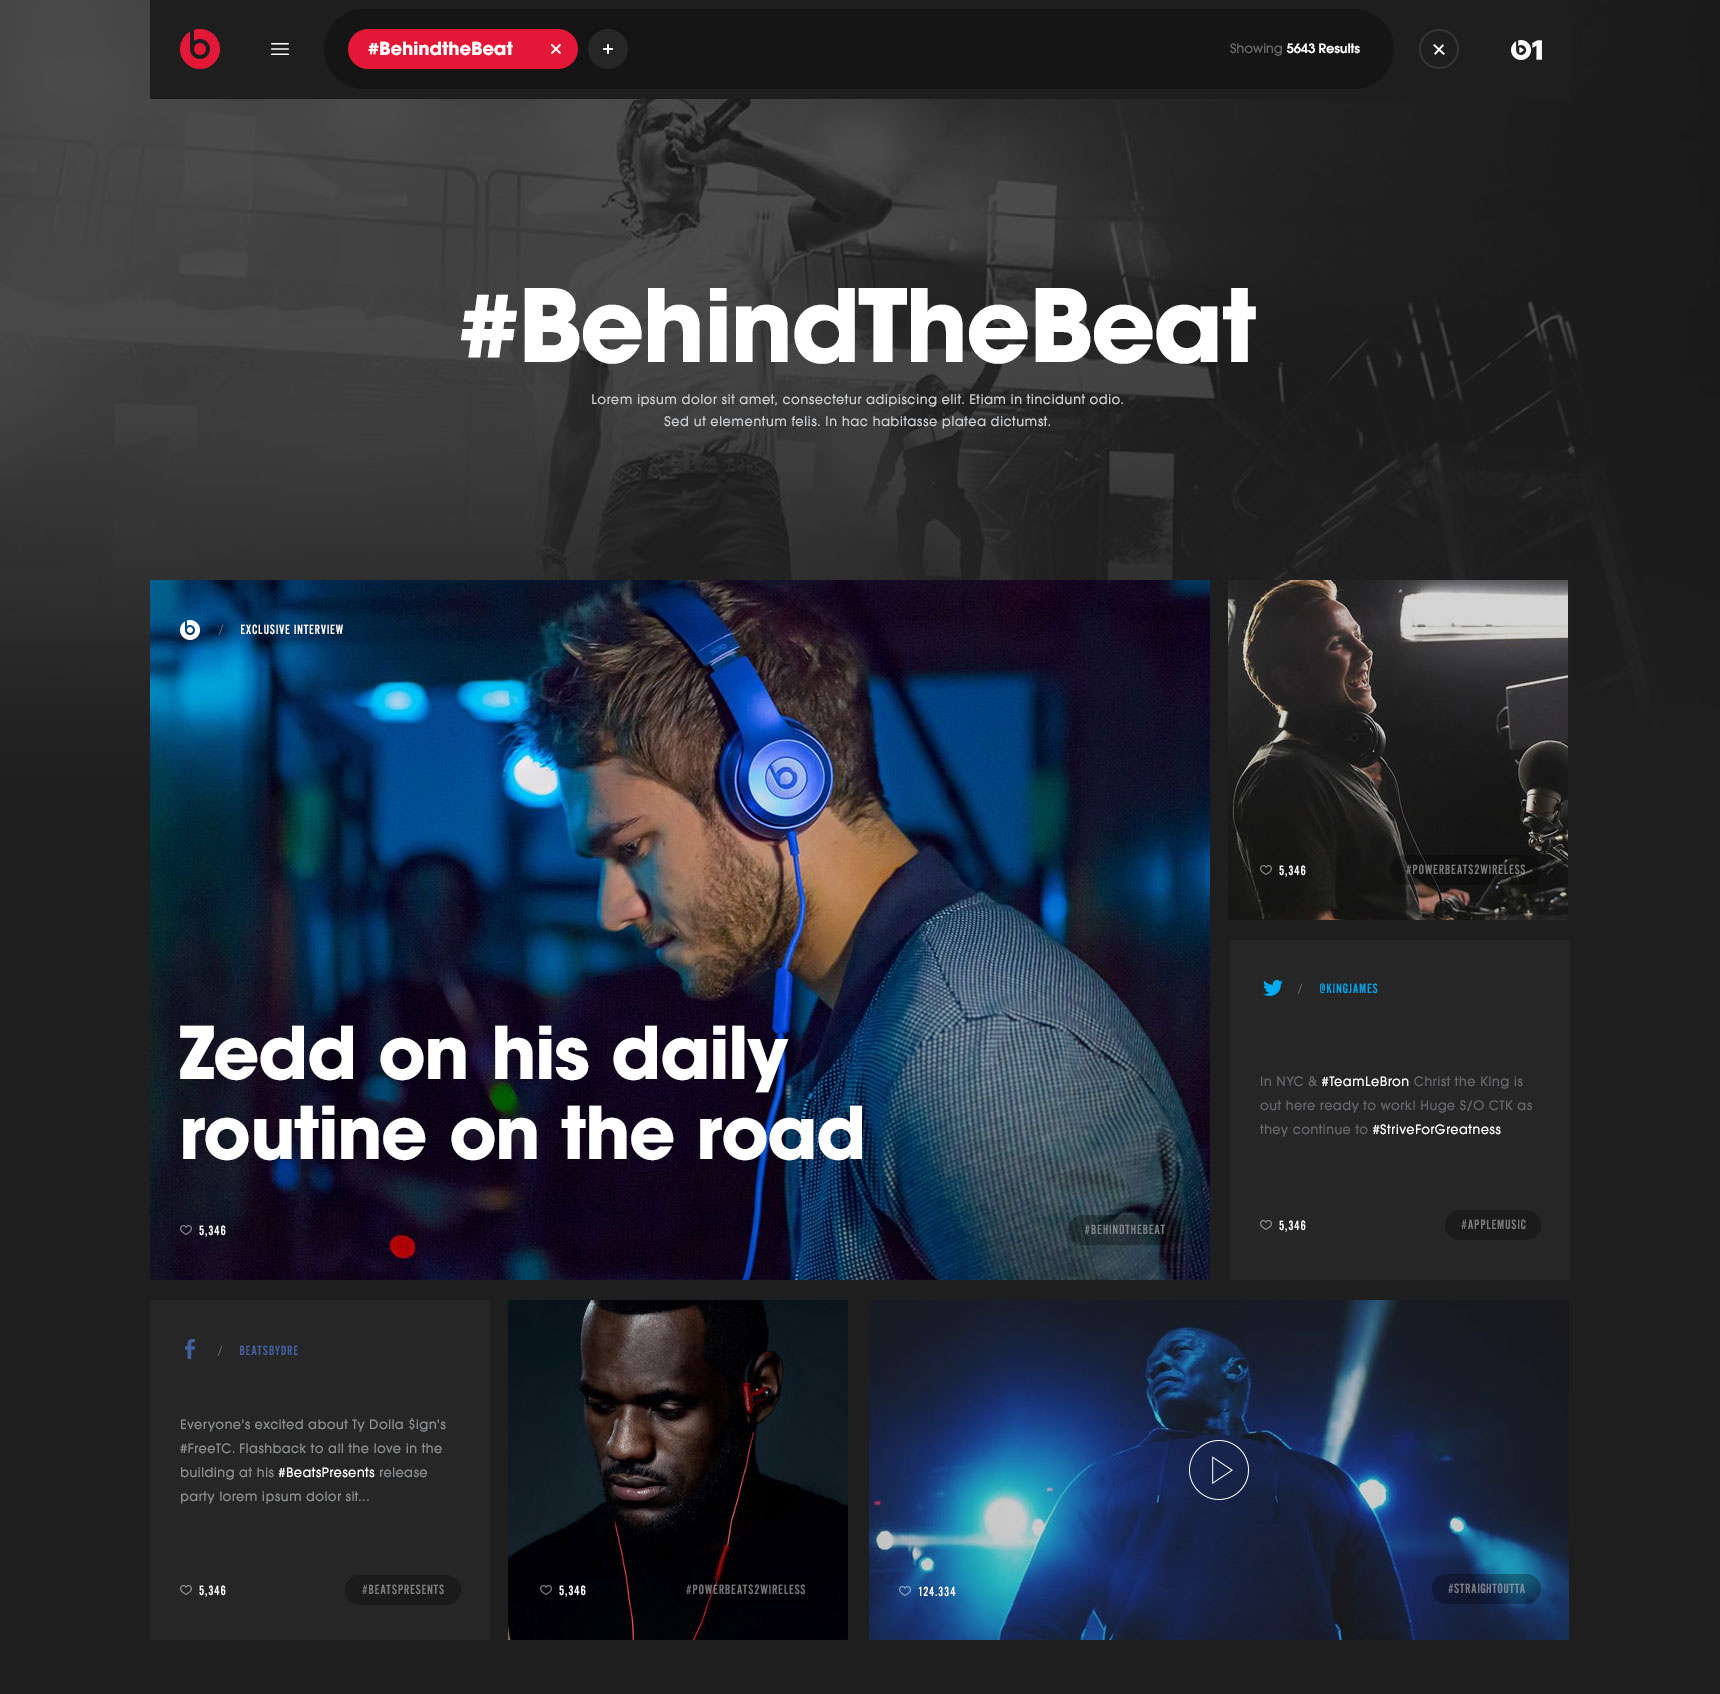 #BehindtheBeat
Showing 5643 Results
b1
#BehindTheBeat
Lorem ipsum dolor sit amet, consectetur adipiscing elit. Etiam in tincidunt odio.
Sed ut elementum felis. In hac habitasse platea dictumst.
/ EXCLUSIVE INTERVIEW
Zedd on his daily
routine on the road
5,346
#BEHINDTHEBEAT
5,346
#POWERBEATS2WIRELESS
/ @KINGJAMES
In NYC & #TeamLeBron Christ the King is
out here ready to work! Huge S/O CTK as
they continue to #StriveForGreatness
5,346
#APPLEMUSIC
/ BEATSBYDRE
Everyone's excited about Ty Dolla $ign's
#FreeTC. Flashback to all the love in the
building at his #BeatsPresents release
party lorem ipsum dolor sit...
5,346
#BEATSPRESENTS
5,346
#POWERBEATS2WIRELESS
124.334
#STRAIGHTOUTTA